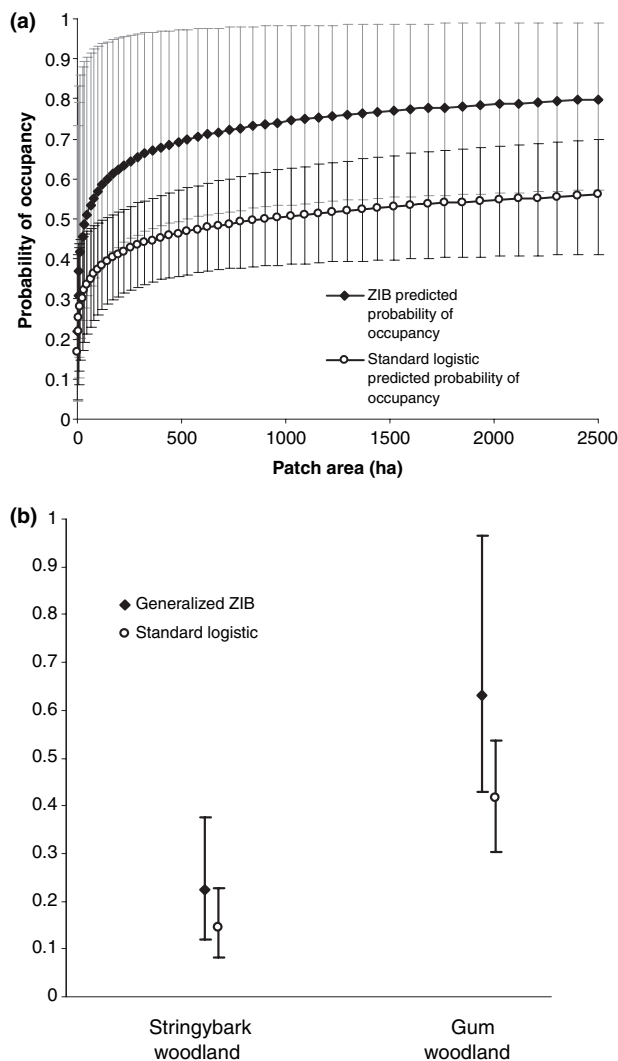 (a)
1
0.9
0.8
0.7
0.6
0.5
0.4
0.3
0.2
0.1
0
Probability of occupancy
ZIB predicted
probability of
occupancy
Standard logistic
predicted probability of
occupancy
0 500 1000 1500 2000 2500
Patch area (ha)
(b)
1
0.9
0.8
0.7
0.6
0.5
0.4
0.3
0.2
0.1
0
Generalized ZIB
Standard logistic
Stringybark
woodland
Gum
woodland